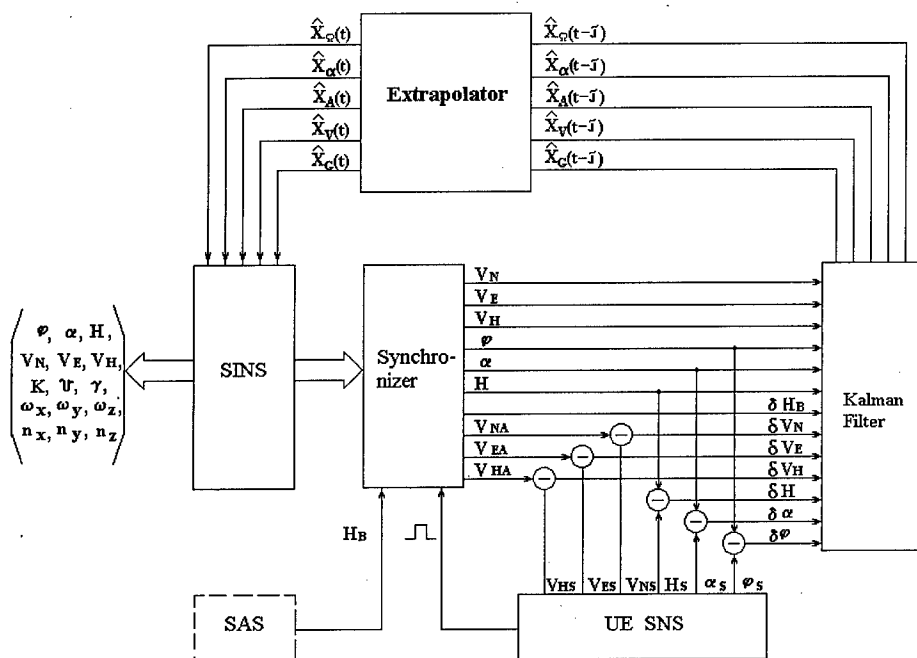 X̂Ω(t)
X̂α(t)
X̂A(t)
X̂V(t)
X̂G(t)
Extrapolator
X̂Ω(t-τ̃)
X̂α(t-τ̃)
X̂A(t-τ̃)
X̂V(t-τ̃)
X̂G(t-τ̃)
φ, α, H,
VN, VE, VH,
K, ϑ, γ,
ωx, ωy, ωz,
nx, ny, nz
SINS
Synchro-
nizer
VN
VE
VH
φ
α
H
VNA
VEA
VHA
δ HB
δ VN
δ VE
δ VH
δ H
δ α
δφ
Kalman
Filter
HB
VHS
VES
VNS
HS
αS
φS
SAS
UE SNS